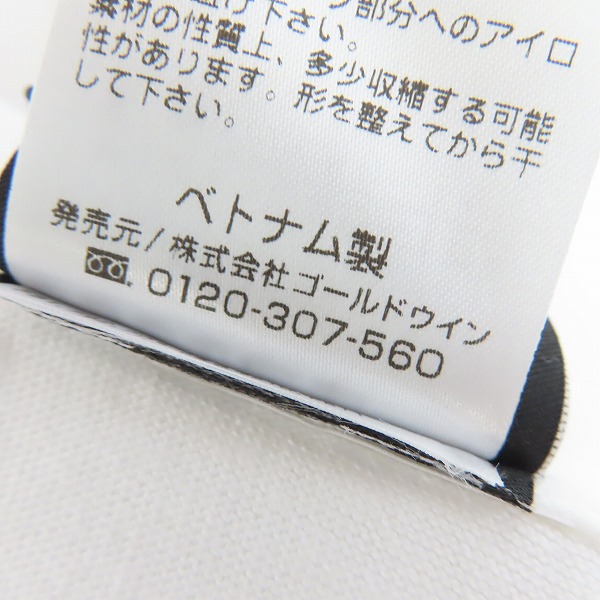 部分へのアイロ
下さい。
素材の性質上、多少収縮する可能
性があります。形を整えてから干
して下さい。
ベトナム製
発売元/株式会社ゴールドウイン
0120-307-560